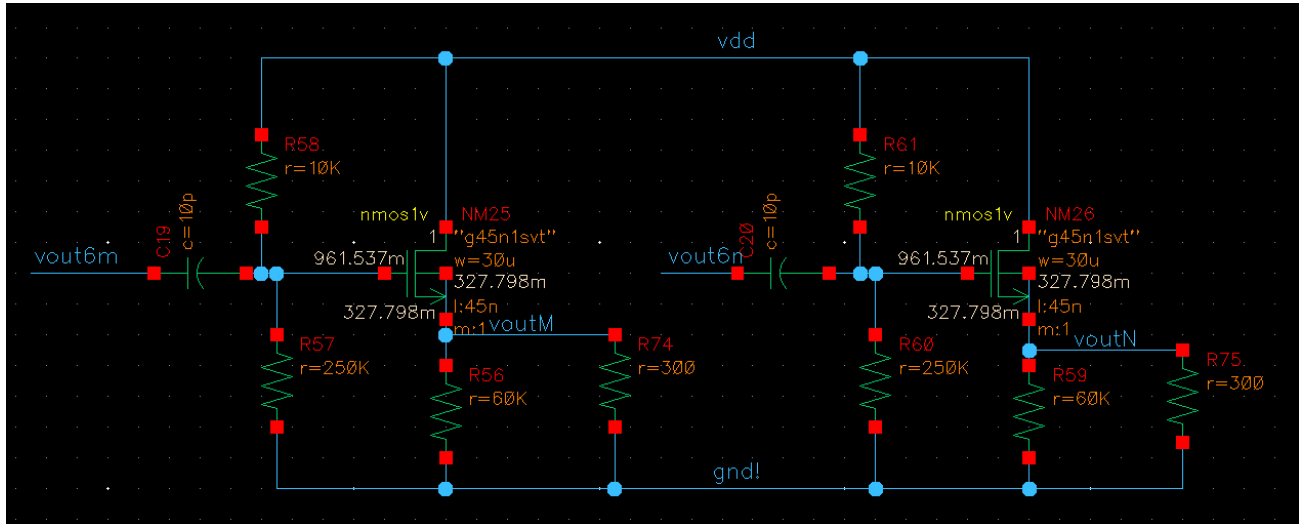 vdd
R58
r=10K
C19
c=10p
vout6m
nmos1v
NM25
1
"g45n1svt"
w=30u
961.537m
327.798m
327.798m
l:45n
m:1
voutM
R57
r=250K
R56
r=60K
R74
r=300
R61
r=10K
C20
c=10p
vout6n
nmos1v
NM26
1
"g45n1svt"
w=30u
961.537m
327.798m
327.798m
l:45n
m:1
voutN
R60
r=250K
R59
r=60K
R75
r=300
gnd!